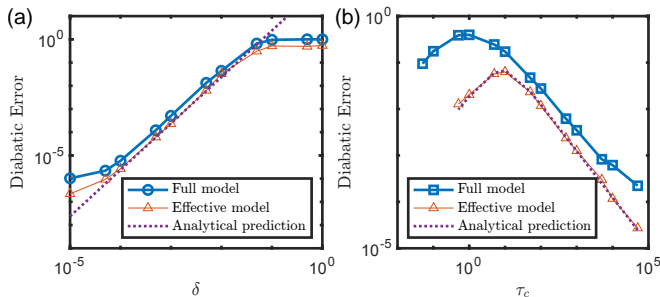 (a)
Diabatic Error
10^0
10^-5
Full model
Effective model
Analytical prediction
10^-5
10^0
δ
(b)
Diabatic Error
10^0
10^-5
Full model
Effective model
Analytical prediction
10^0
10^5
τ_c